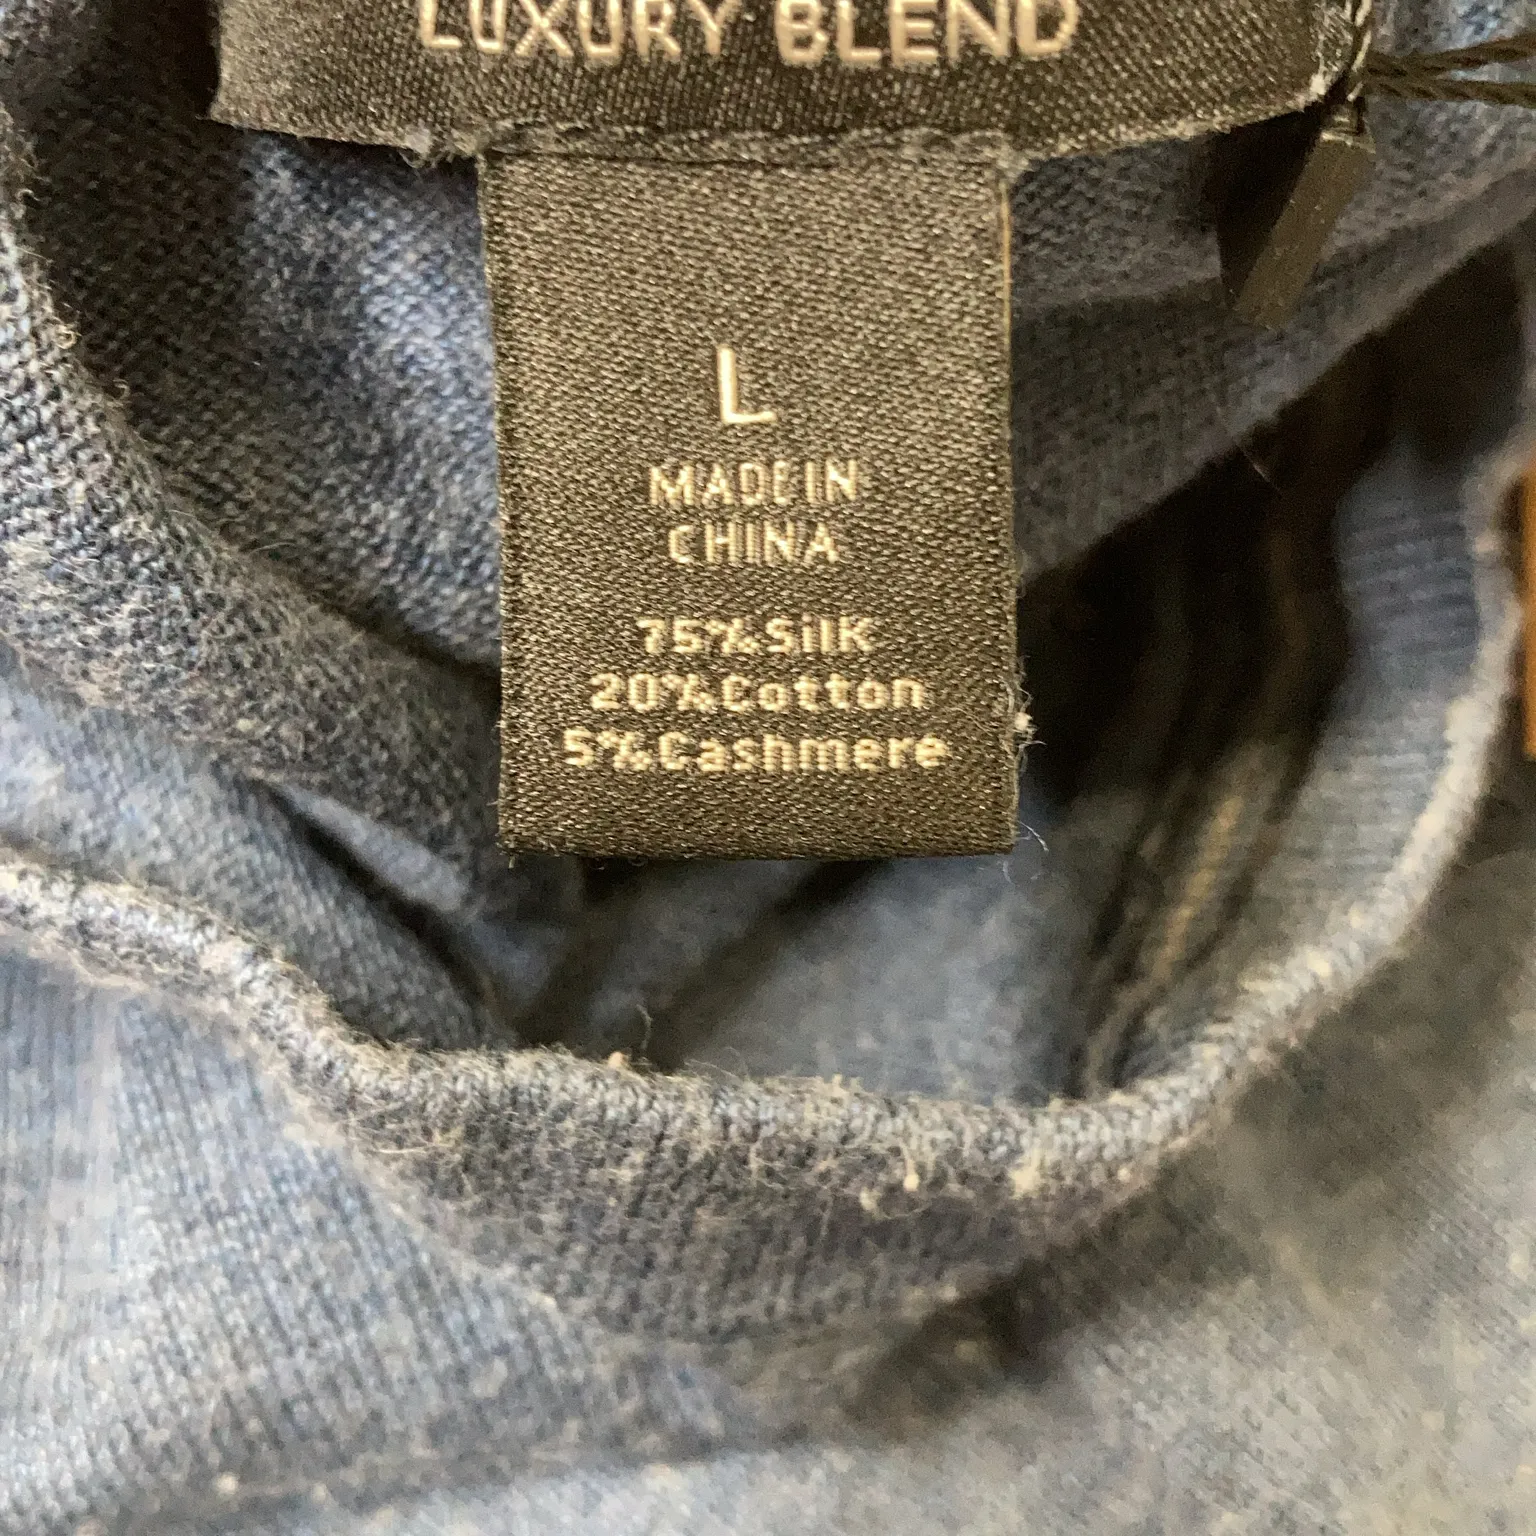 LUXURY BLEND
L
MADE IN
CHINA
75%Silk
20%Cotton
5%Cashmere